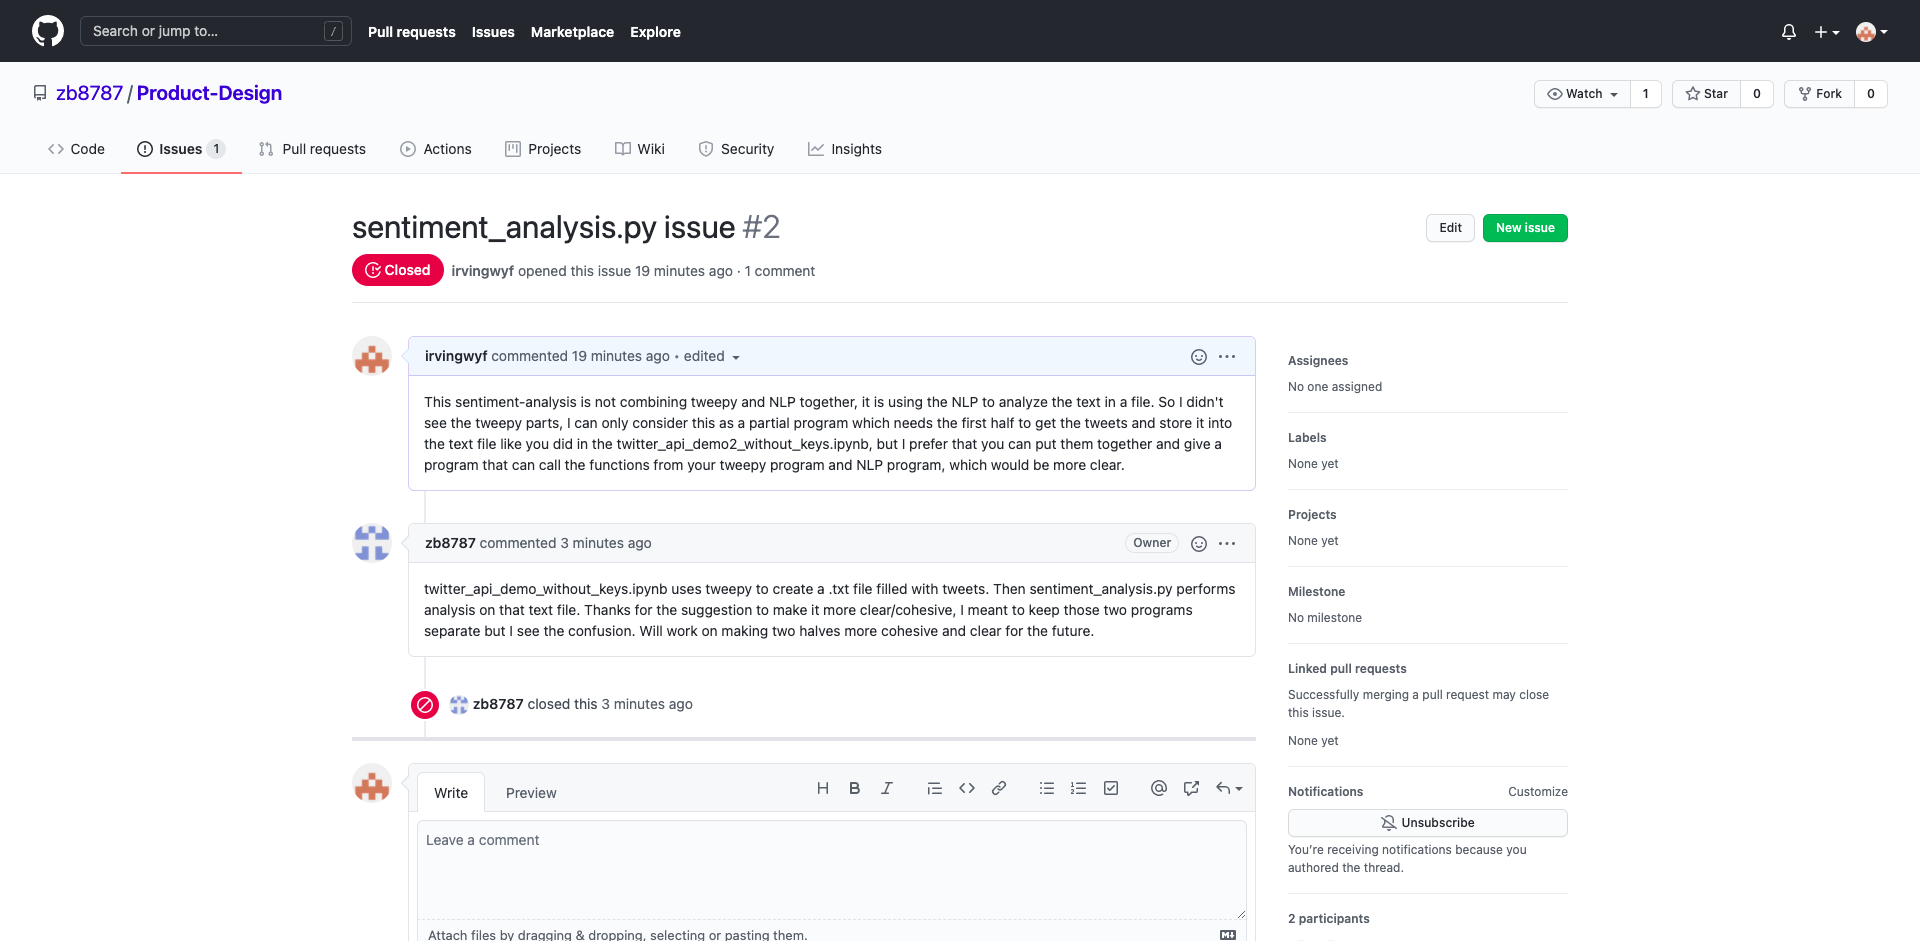 Search or jump to...
/
Pull requests
Issues
Marketplace
Explore
zb8787 / Product-Design
Watch
1
Star
0
Fork
0
Code
Issues 1
Pull requests
Actions
Projects
Wiki
Security
Insights
sentiment_analysis.py issue #2
Edit
New issue
Closed
irvingwyf opened this issue 19 minutes ago · 1 comment
irvingwyf commented 19 minutes ago • edited
This sentiment-analysis is not combining tweepy and NLP together, it is using the NLP to analyze the text in a file. So I didn't
see the tweepy parts, I can only consider this as a partial program which needs the first half to get the tweets and store it into
the text file like you did in the twitter_api_demo2_without_keys.ipynb, but I prefer that you can put them together and give a
program that can call the functions from your tweepy program and NLP program, which would be more clear.
zb8787 commented 3 minutes ago
Owner
twitter_api_demo_without_keys.ipynb uses tweepy to create a .txt file filled with tweets. Then sentiment_analysis.py performs
analysis on that text file. Thanks for the suggestion to make it more clear/cohesive, I meant to keep those two programs
separate but I see the confusion. Will work on making two halves more cohesive and clear for the future.
zb8787 closed this 3 minutes ago
Write
Preview
Leave a comment
Attach files by dragging & dropping, selecting or pasting them.
Assignees
No one assigned
Labels
None yet
Projects
None yet
Milestone
No milestone
Linked pull requests
Successfully merging a pull request may close
this issue.
None yet
Notifications
Customize
Unsubscribe
You're receiving notifications because you
authored the thread.
2 participants